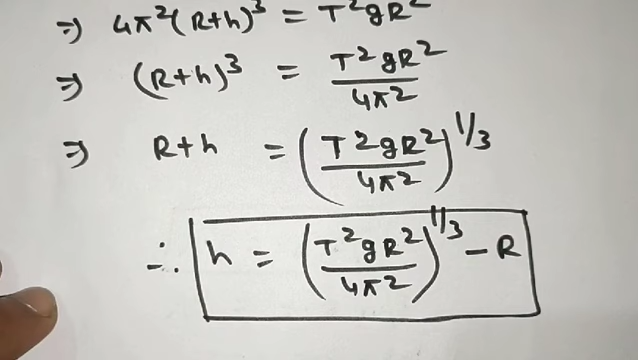 ⇒ 4π²(R+h)³ = T²gR²
⇒ (R+h)³ = T²gR²/4π²
⇒ R+h = (T²gR²/4π²)^1/3
∴ h = (T²gR²/4π²)^1/3 - R